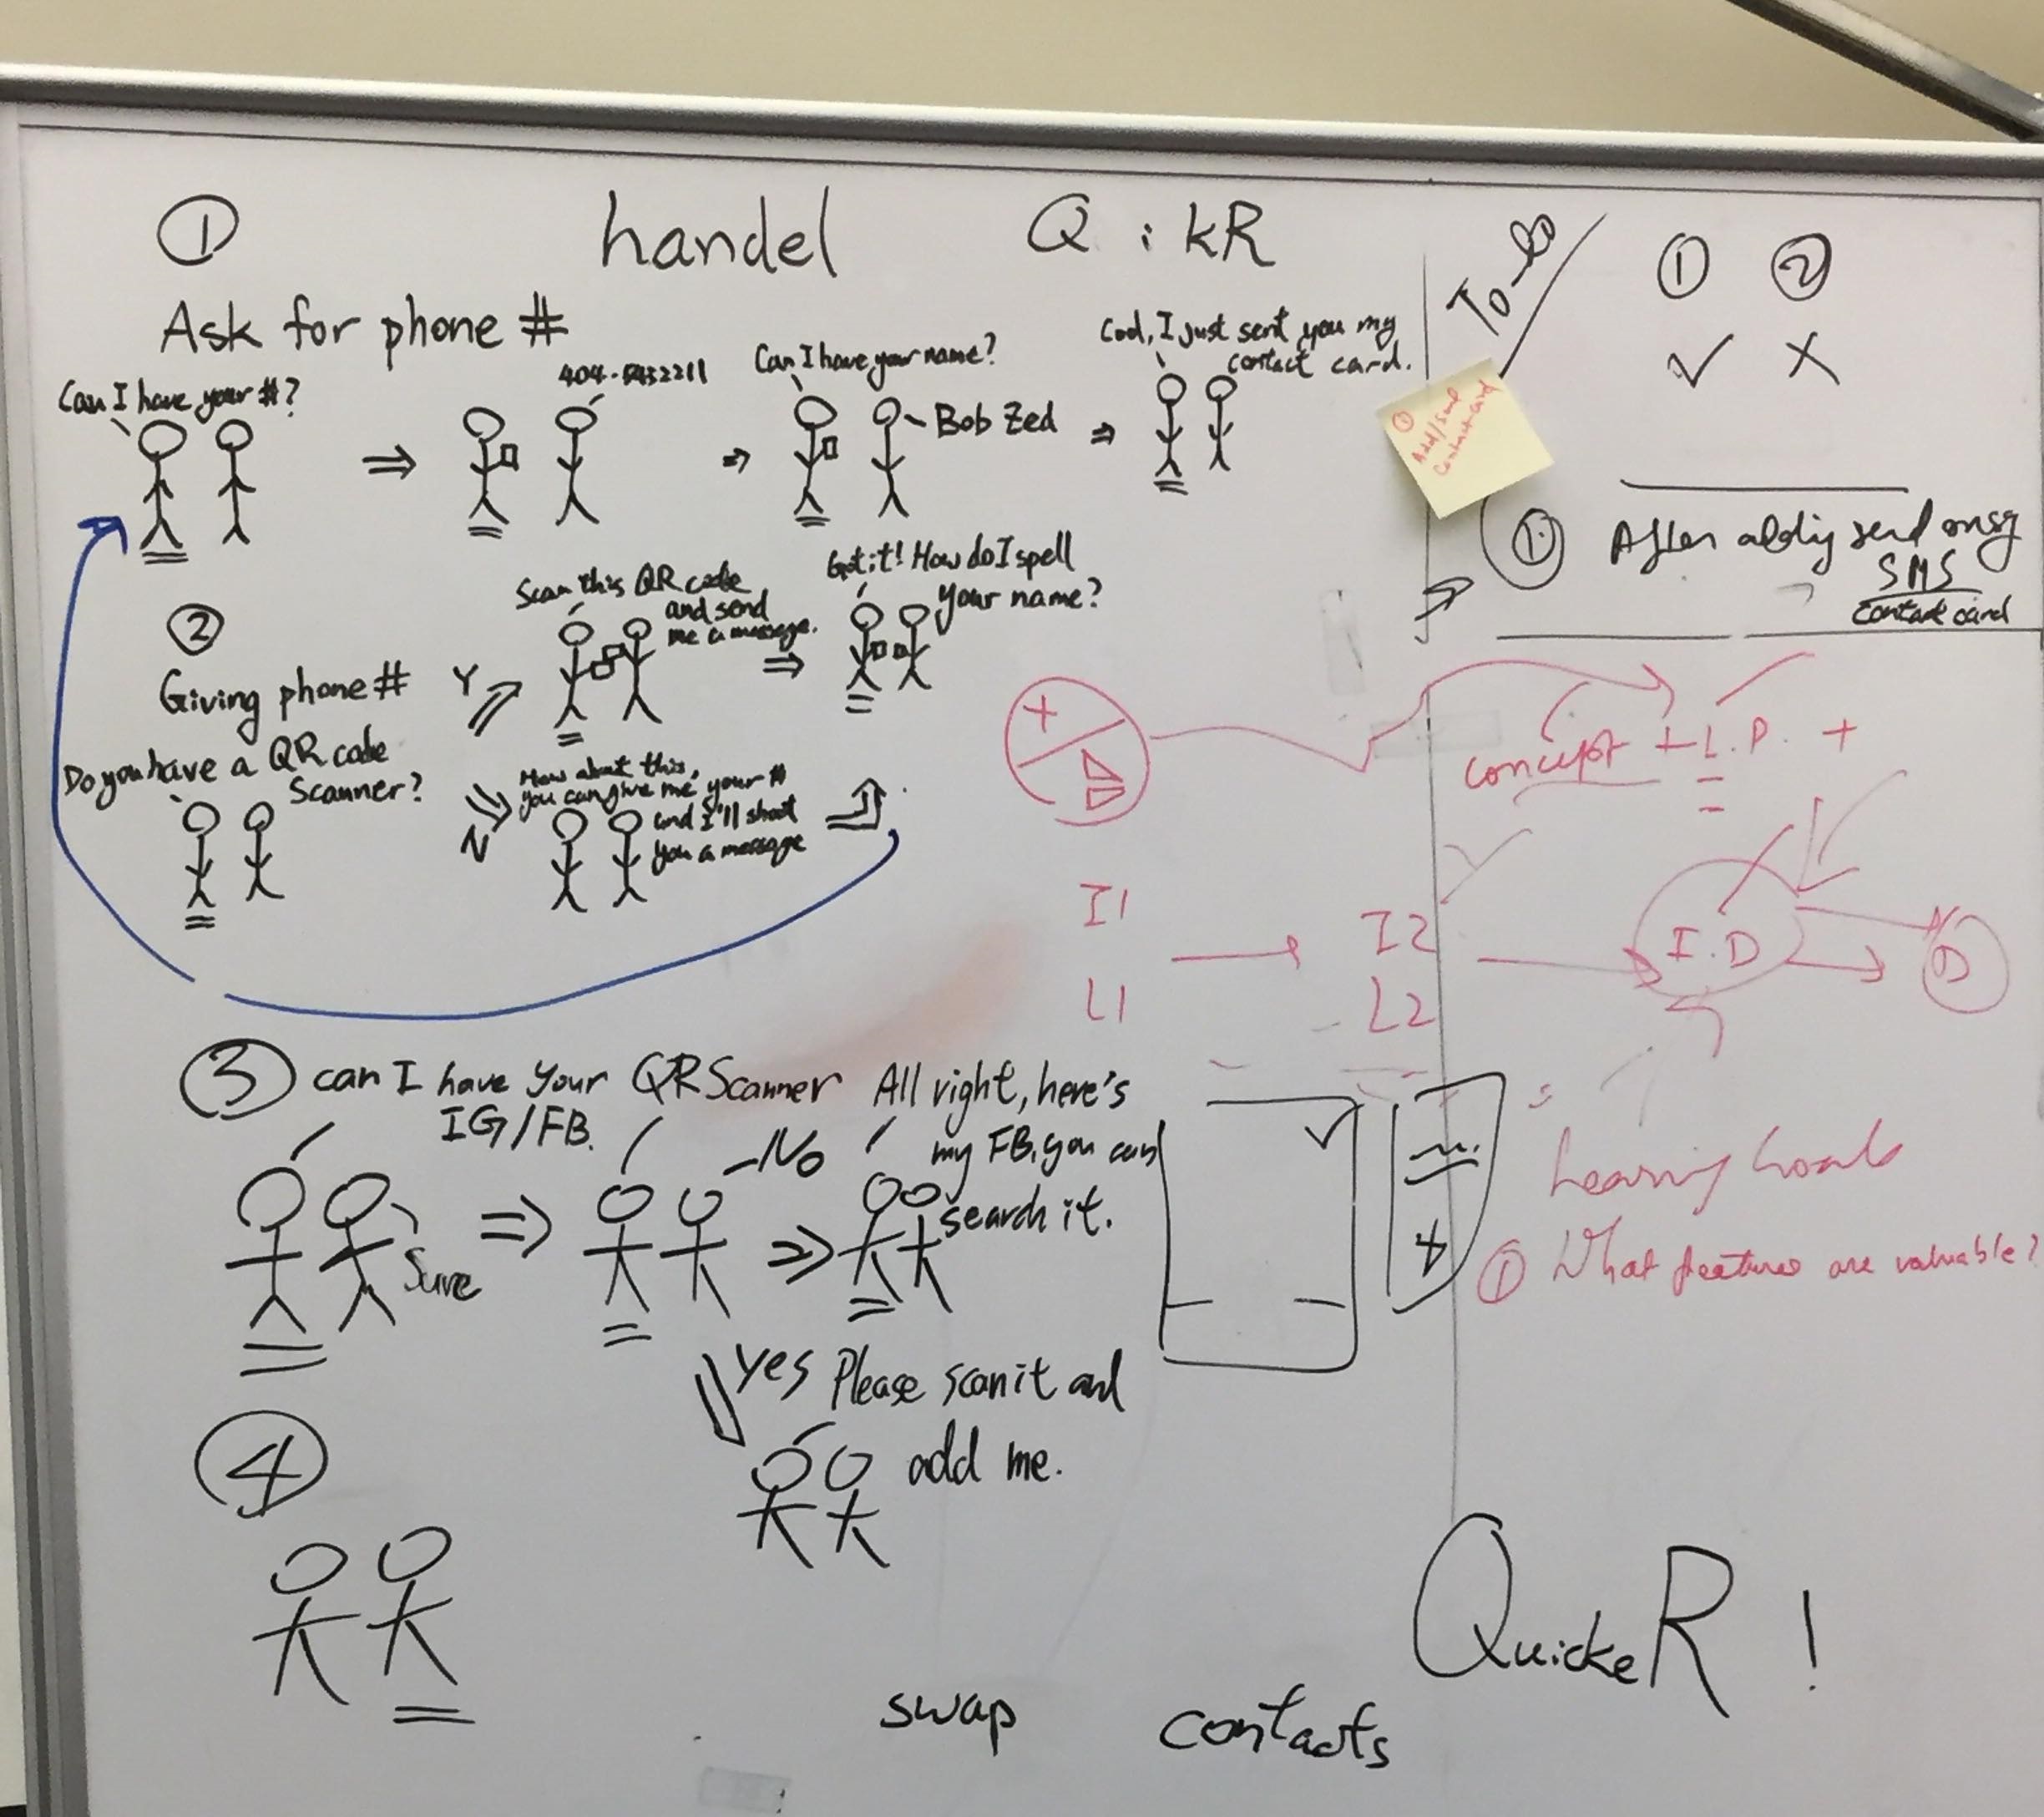 ①
handel
Q : kR
Ask for phone #
Can I have your #?
404-5432211
Can I have your name?
Bob Zed
Cool, I just sent you my
contact card.
②
Giving phone #
Do you have a QR code
Scanner?
Y
Scan this QR code
and send
me a message.
Got it! How do I spell
your name?
N
How about this,
you can give me your #
and I'll shoot
you a message
③ can I have your
IG/FB.
Sure
QR Scanner
No
All right, here's
my FB, you can
search it.
Yes Please scan it and
add me.
④
swap contacts
QuickeR !
To-Do
① ②
✓ X
①
Add/send
contact card
① After adding send msg
SMS
contact card
+
concept + L.P. +
I1
L1
I2
L2
I.D
D
Learning Goals
① What features are valuable?